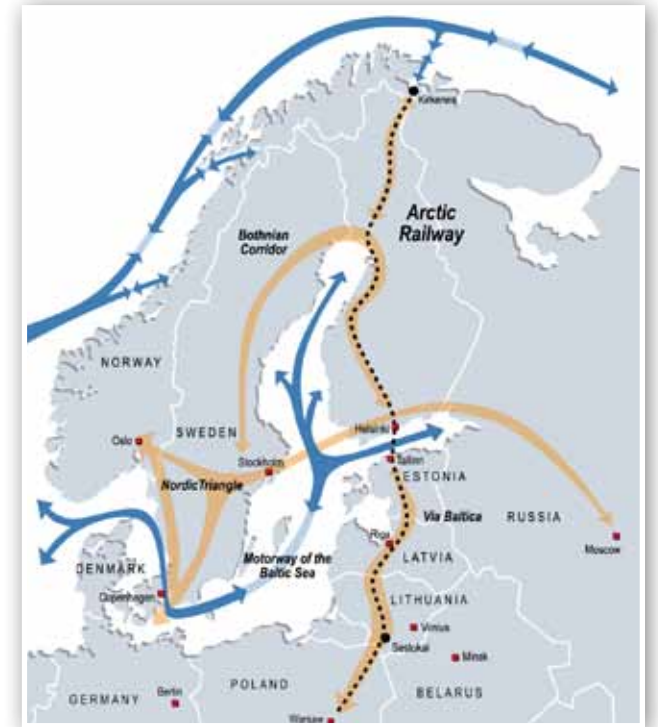 Kirkenes
Arctic
Railway
Bothnian
Corridor
NORWAY
Oslo
SWEDEN
Helsinki
Stockholm
Tallinn
ESTONIA
Nordic Triangle
Via Baltica
RUSSIA
Moscow
Riga
LATVIA
Motorway of the
Baltic Sea
DENMARK
Copenhagen
LITHUANIA
Vilnius
Sestokai
Minsk
POLAND
BELARUS
GERMANY
Berlin
Warsaw